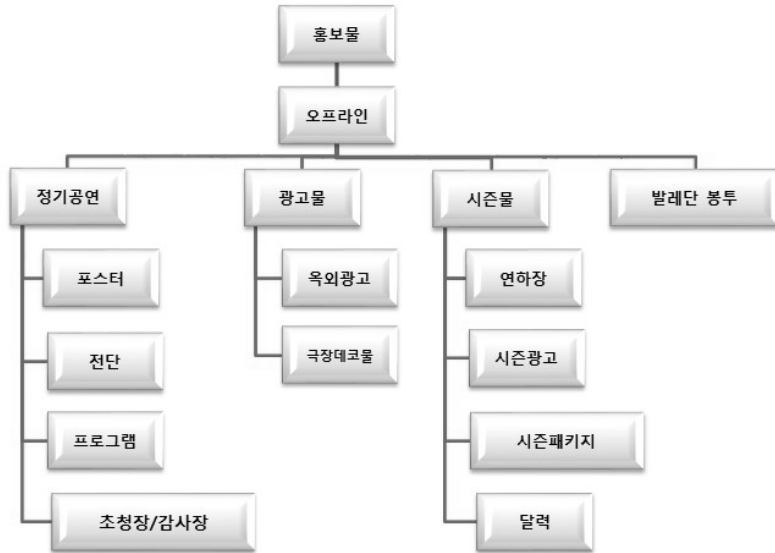 홍보물
오프라인
정기공연
광고물
시즌물
발레단 봉투
포스터
옥외광고
연하장
전단
극장데코물
시즌광고
프로그램
시즌패키지
초청장/감사장
달력